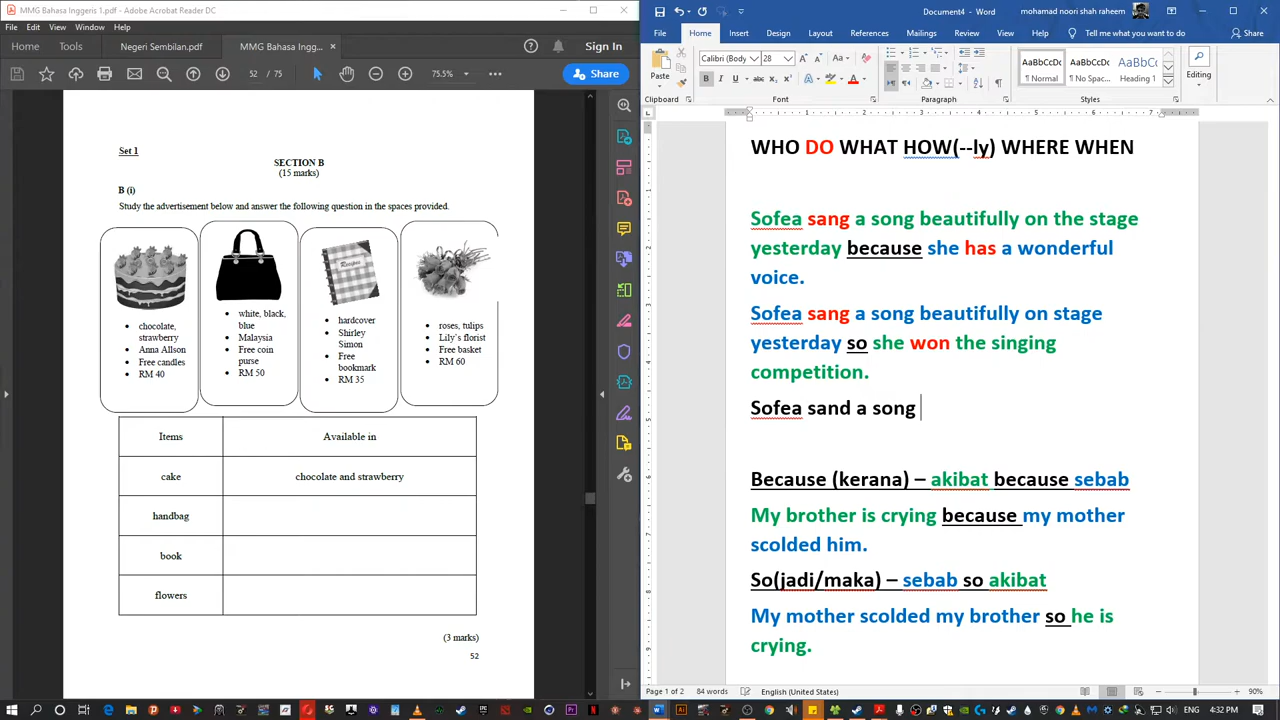 MMG Bahasa Inggeris 1.pdf - Adobe Acrobat Reader DC
File Edit View Window Help
Home Tools Negeri Sembilan.pdf MMG Bahasa Ingg... × Sign In
52 / 75 75.5% Share
Set 1
SECTION B
(15 marks)
B (i)
Study the advertisement below and answer the following question in the spaces provided.
• chocolate, strawberry
• Anna Allson
• Free candles
• RM 40
• white, black, blue
• Malaysia
• Free coin purse
• RM 50
• hardcover
• Shirley Simon
• Free bookmark
• RM 35
• roses, tulips
• Lily's florist
• Free basket
• RM 60
Items Available in
cake chocolate and strawberry
handbag
book
flowers
(3 marks)
52
Document1 - Word mohamad nori shah raheem
File Home Insert Design Layout References Mailings Review View Help Tell me what you want to do Share
Paste Calibri (Body) 28 Aa
B I U abc x₂ x² A
AaBbCcDc AaBbCcDc AaBbCc
¶ Normal ¶ No Spac... Heading 1 Editing
Clipboard Font Paragraph Styles
WHO DO WHAT HOW(--ly) WHERE WHEN
Sofea sang a song beautifully on the stage
yesterday because she has a wonderful
voice.
Sofea sang a song beautifully on stage
yesterday so she won the singing
competition.
Sofea sand a song
Because (kerana) – akibat because sebab
My brother is crying because my mother
scolded him.
So(jadi/maka) – sebab so akibat
My mother scolded my brother so he is
crying.
Page 1 of 2 84 words English (United States) 90%
ENG 4:32 PM